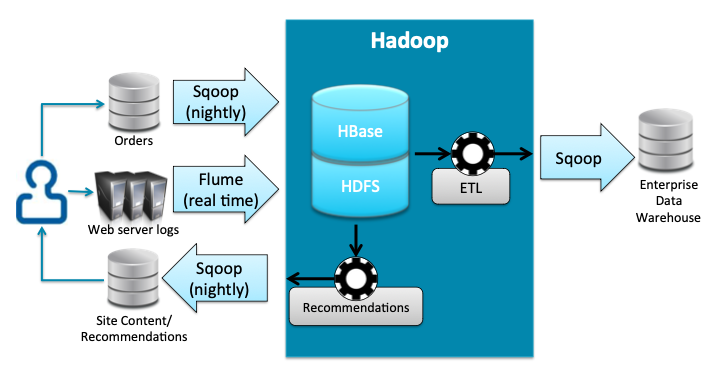 Hadoop
Sqoop
(nightly)
Orders
HBase
HDFS
ETL
Sqoop
Enterprise
Data
Warehouse
Flume
(real time)
Web server logs
Sqoop
(nightly)
Recommendations
Site Content/
Recommendations